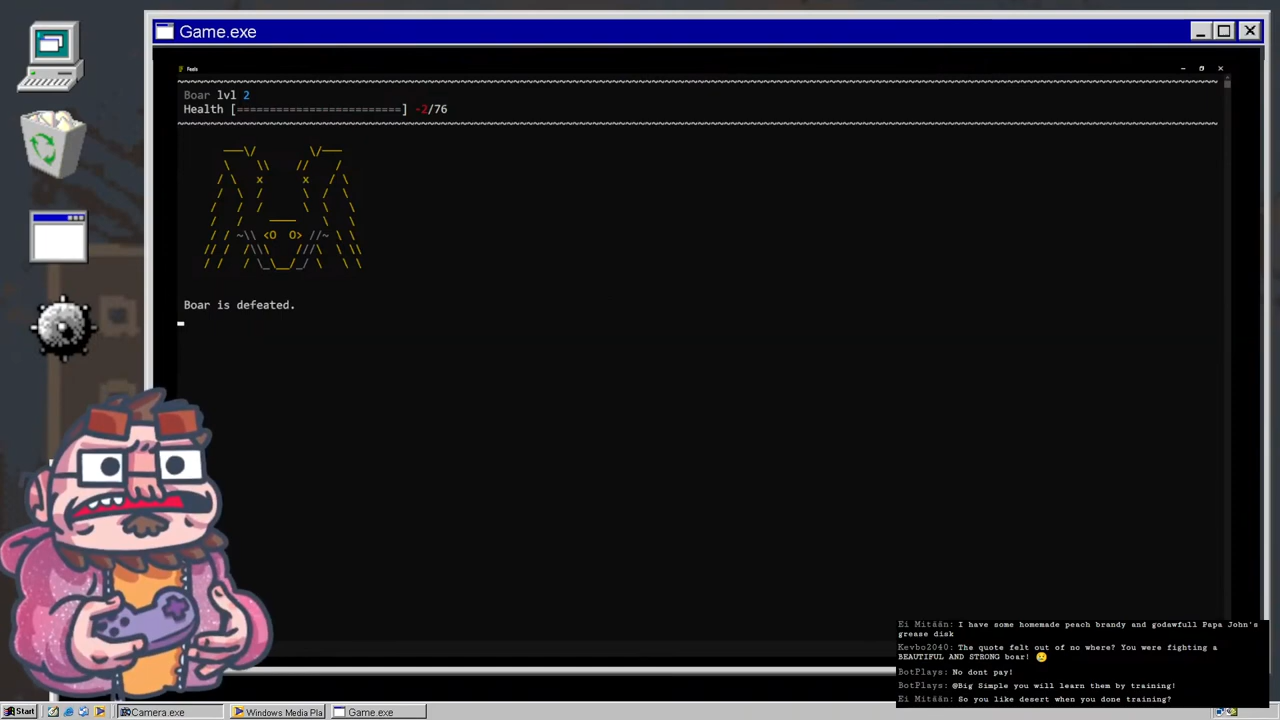 Game.exe
Feels
Boar lvl 2
Health [=========================] -2/76
Boar is defeated.
Ei Mitään: I have some homemade peach brandy and godawfull Papa John's
grease disk
Kevbo2040: The quote felt out of no where? You were fighting a
BEAUTIFUL AND STRONG boar! 😢
BotPlays: No dont pay!
BotPlays: @Big Simple you will learn them by training!
Ei Mitään: So you like desert when you done training?
Start
Camera.exe
Windows Media Pla
Game.exe